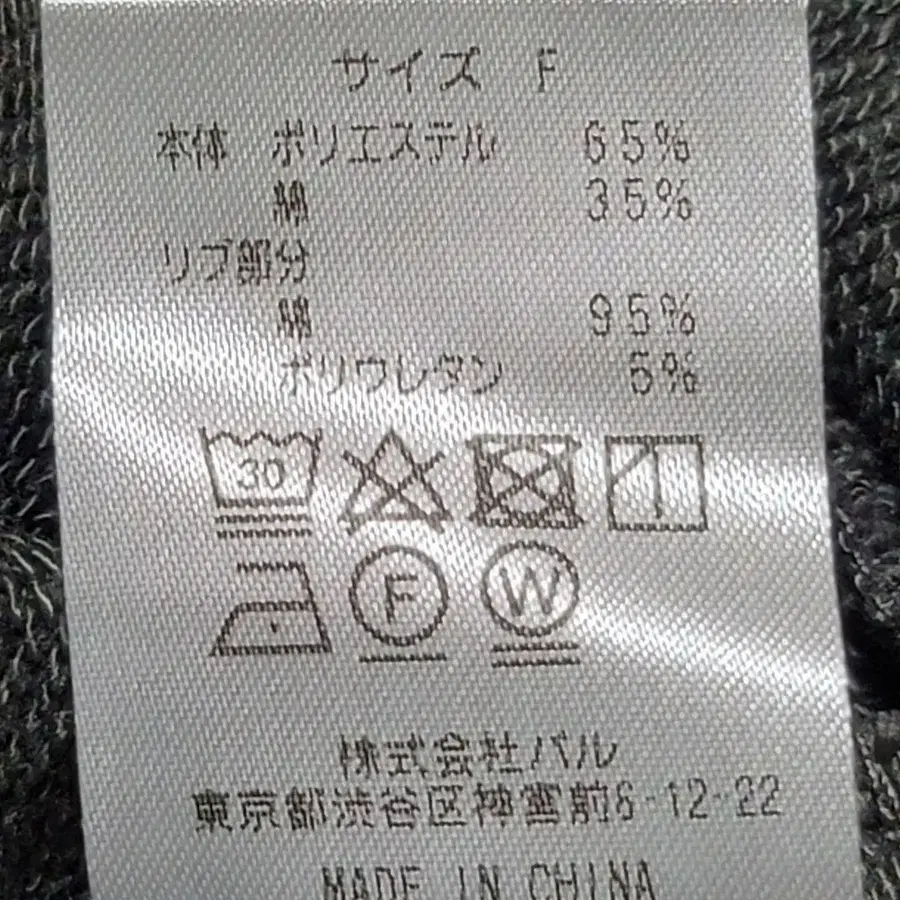 サイズ F
本体 ポリエステル 65%
綿 35%
リブ部分
綿 95%
ポリウレタン 5%
30
F W
株式会社パル
東京都渋谷区神宮前6-12-22
MADE IN CHINA